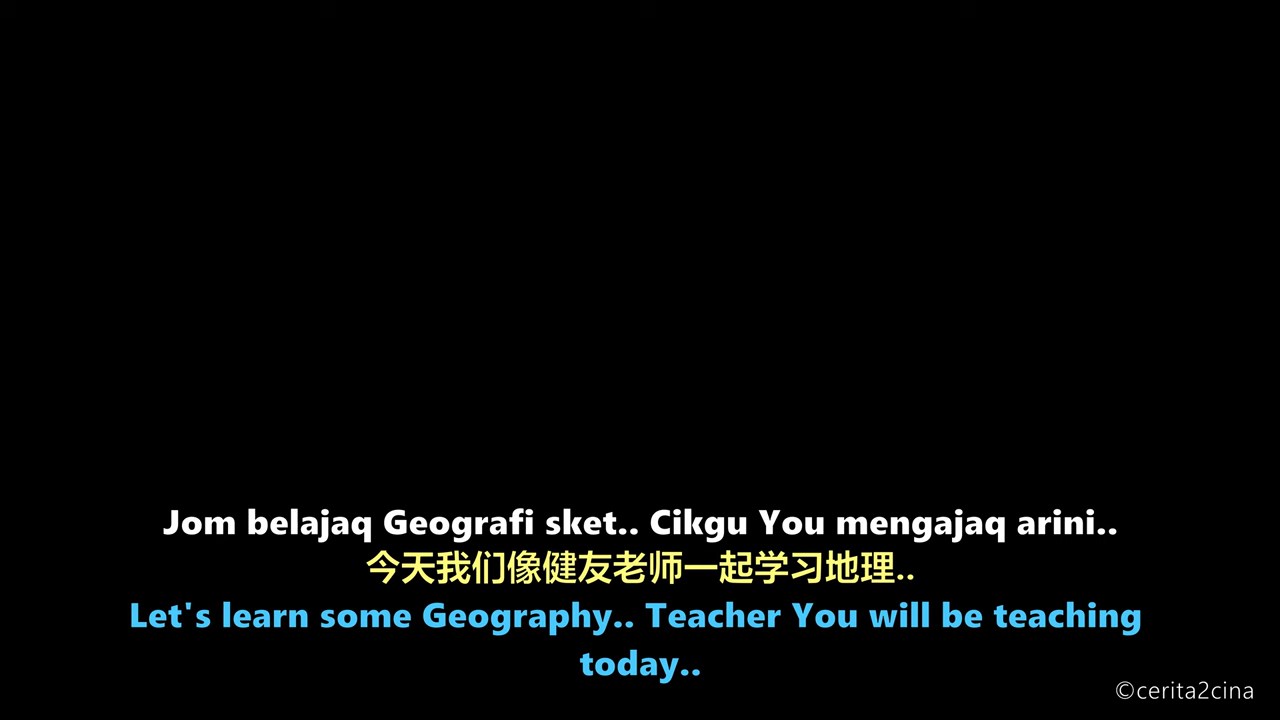 Jom belajaq Geografi sket.. Cikgu You mengajaq arini..
今天我们像健友老师一起学习地理..
Let's learn some Geography.. Teacher You will be teaching
today..
©cerita2cina